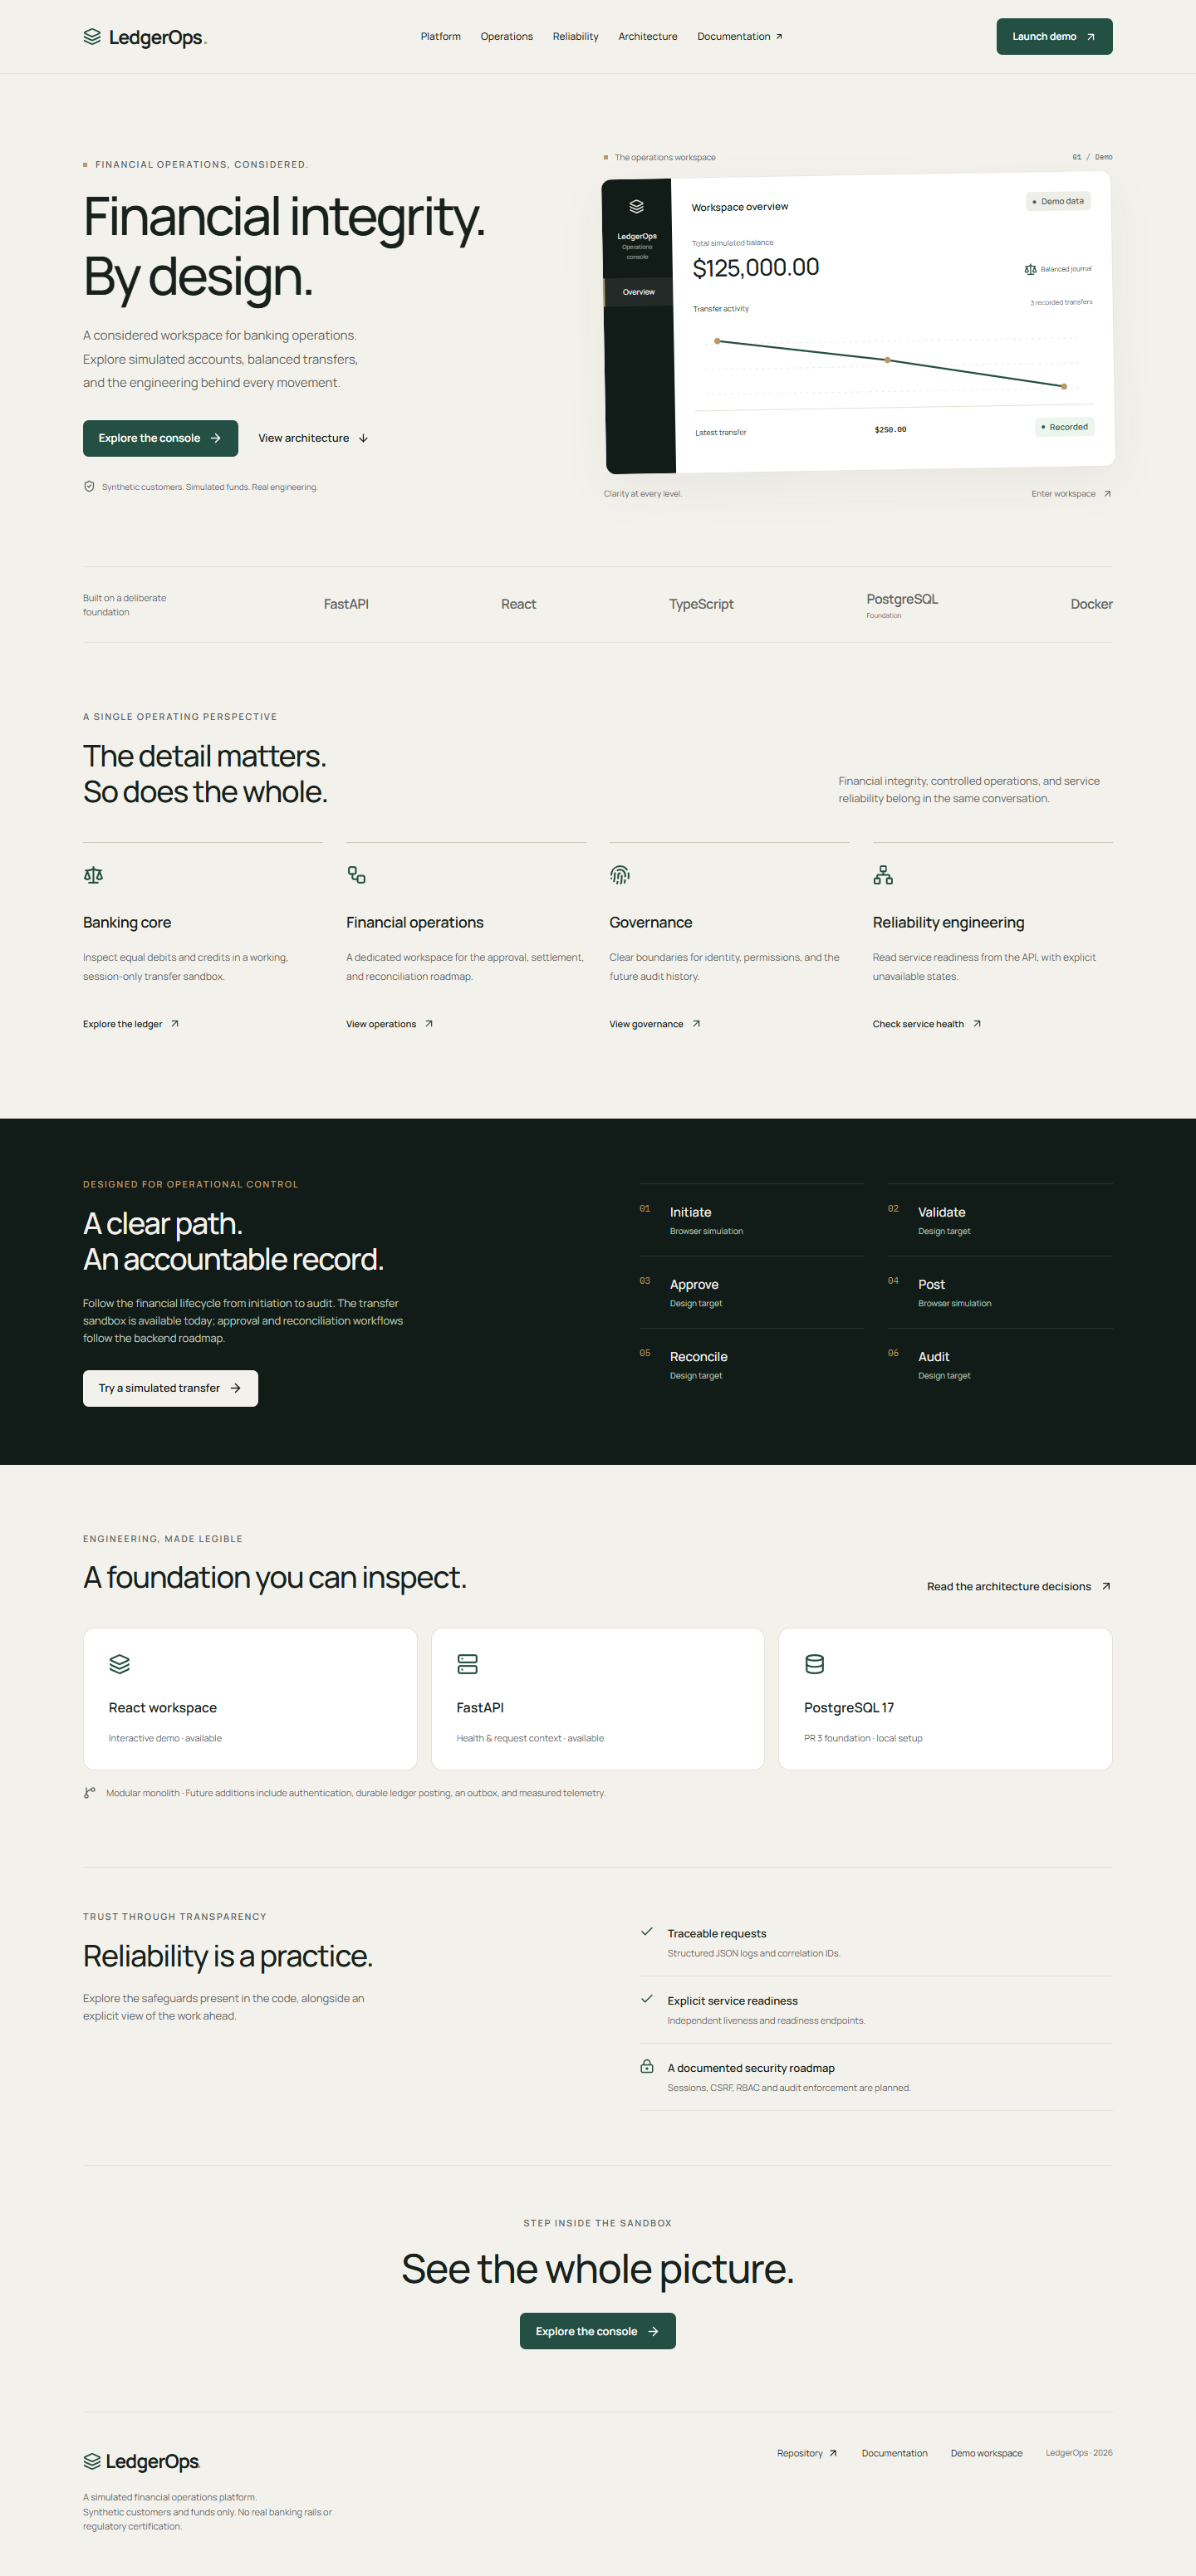 LedgerOps.
Platform
Operations
Reliability
Architecture
Documentation
Launch demo
FINANCIAL OPERATIONS, CONSIDERED.
Financial integrity.
By design.
A considered workspace for banking operations.
Explore simulated accounts, balanced transfers,
and the engineering behind every movement.
Explore the console
View architecture
Synthetic customers. Simulated funds. Real engineering.
The operations workspace
01 / Demo
LedgerOps
Operations
console
Overview
Workspace overview
Demo data
Total simulated balance
$125,000.00
Balanced journal
Transfer activity
3 recorded transfers
Latest transfer
$250.00
Recorded
Clarity at every level.
Enter workspace
Built on a deliberate
foundation
FastAPI
React
TypeScript
PostgreSQL
Foundation
Docker
A SINGLE OPERATING PERSPECTIVE
The detail matters.
So does the whole.
Financial integrity, controlled operations, and service
reliability belong in the same conversation.
Banking core
Inspect equal debits and credits in a working,
session-only transfer sandbox.
Explore the ledger
Financial operations
A dedicated workspace for the approval, settlement,
and reconciliation roadmap.
View operations
Governance
Clear boundaries for identity, permissions, and the
future audit history.
View governance
Reliability engineering
Read service readiness from the API, with explicit
unavailable states.
Check service health
DESIGNED FOR OPERATIONAL CONTROL
A clear path.
An accountable record.
Follow the financial lifecycle from initiation to audit. The transfer
sandbox is available today; approval and reconciliation workflows
follow the backend roadmap.
Try a simulated transfer
01
Initiate
Browser simulation
02
Validate
Design target
03
Approve
Design target
04
Post
Browser simulation
05
Reconcile
Design target
06
Audit
Design target
ENGINEERING, MADE LEGIBLE
A foundation you can inspect.
Read the architecture decisions
React workspace
Interactive demo · available
FastAPI
Health & request context · available
PostgreSQL 17
PR 3 foundation · local setup
Modular monolith · Future additions include authentication, durable ledger posting, an outbox, and measured telemetry.
TRUST THROUGH TRANSPARENCY
Reliability is a practice.
Explore the safeguards present in the code, alongside an
explicit view of the work ahead.
Traceable requests
Structured JSON logs and correlation IDs.
Explicit service readiness
Independent liveness and readiness endpoints.
A documented security roadmap
Sessions, CSRF, RBAC and audit enforcement are planned.
STEP INSIDE THE SANDBOX
See the whole picture.
Explore the console
LedgerOps.
Repository
Documentation
Demo workspace
LedgerOps · 2026
A simulated financial operations platform.
Synthetic customers and funds only. No real banking rails or
regulatory certification.